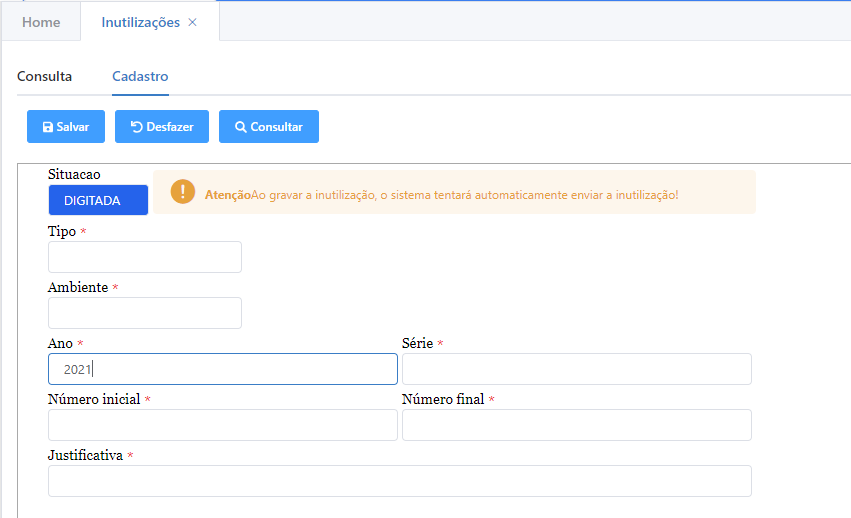 Home Inutilizações ×
Consulta Cadastro
Salvar Desfazer Consultar
Situacao
DIGITADA
! AtençãoAo gravar a inutilização, o sistema tentará automaticamente enviar a inutilização!
Tipo *
Ambiente *
Ano * Série *
2021
Número inicial * Número final *
Justificativa *